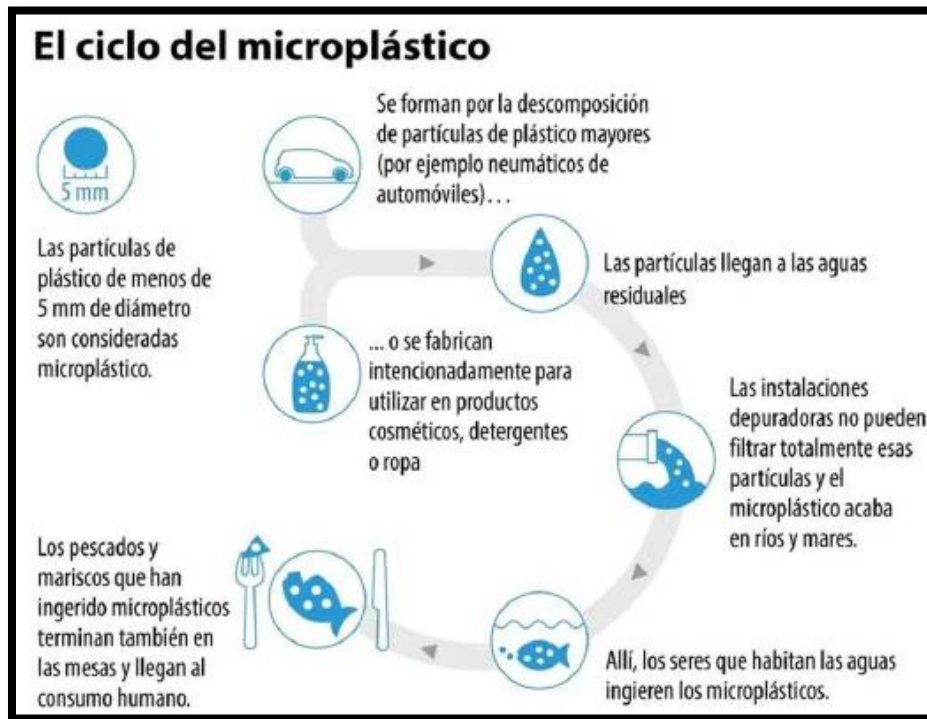 El ciclo del microplástico
5 mm
Las partículas de
plástico de menos de
5 mm de diámetro
son consideradas
microplástico.
Se forman por la descomposición
de partículas de plástico mayores
(por ejemplo neumáticos de
automóviles)…
... o se fabrican
intencionadamente para
utilizar en productos
cosméticos, detergentes
o ropa
Las partículas llegan a las aguas
residuales
Las instalaciones
depuradoras no pueden
filtrar totalmente esas
partículas y el
microplástico acaba
en ríos y mares.
Allí, los seres que habitan las aguas
ingieren los microplásticos.
Los pescados y
mariscos que han
ingerido microplásticos
terminan también en
las mesas y llegan al
consumo humano.